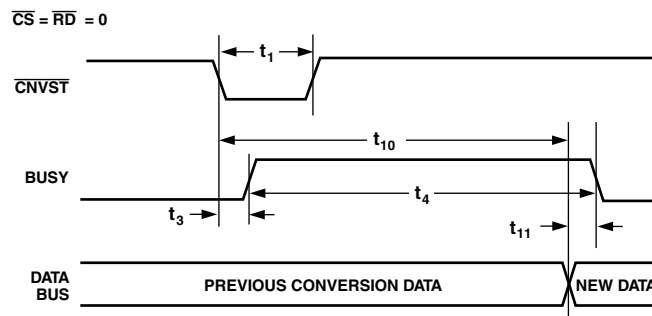 CS = RD = 0
t1
CNVST
t10
BUSY
t4
t3
t11
DATA
BUS
PREVIOUS CONVERSION DATA
NEW DATA